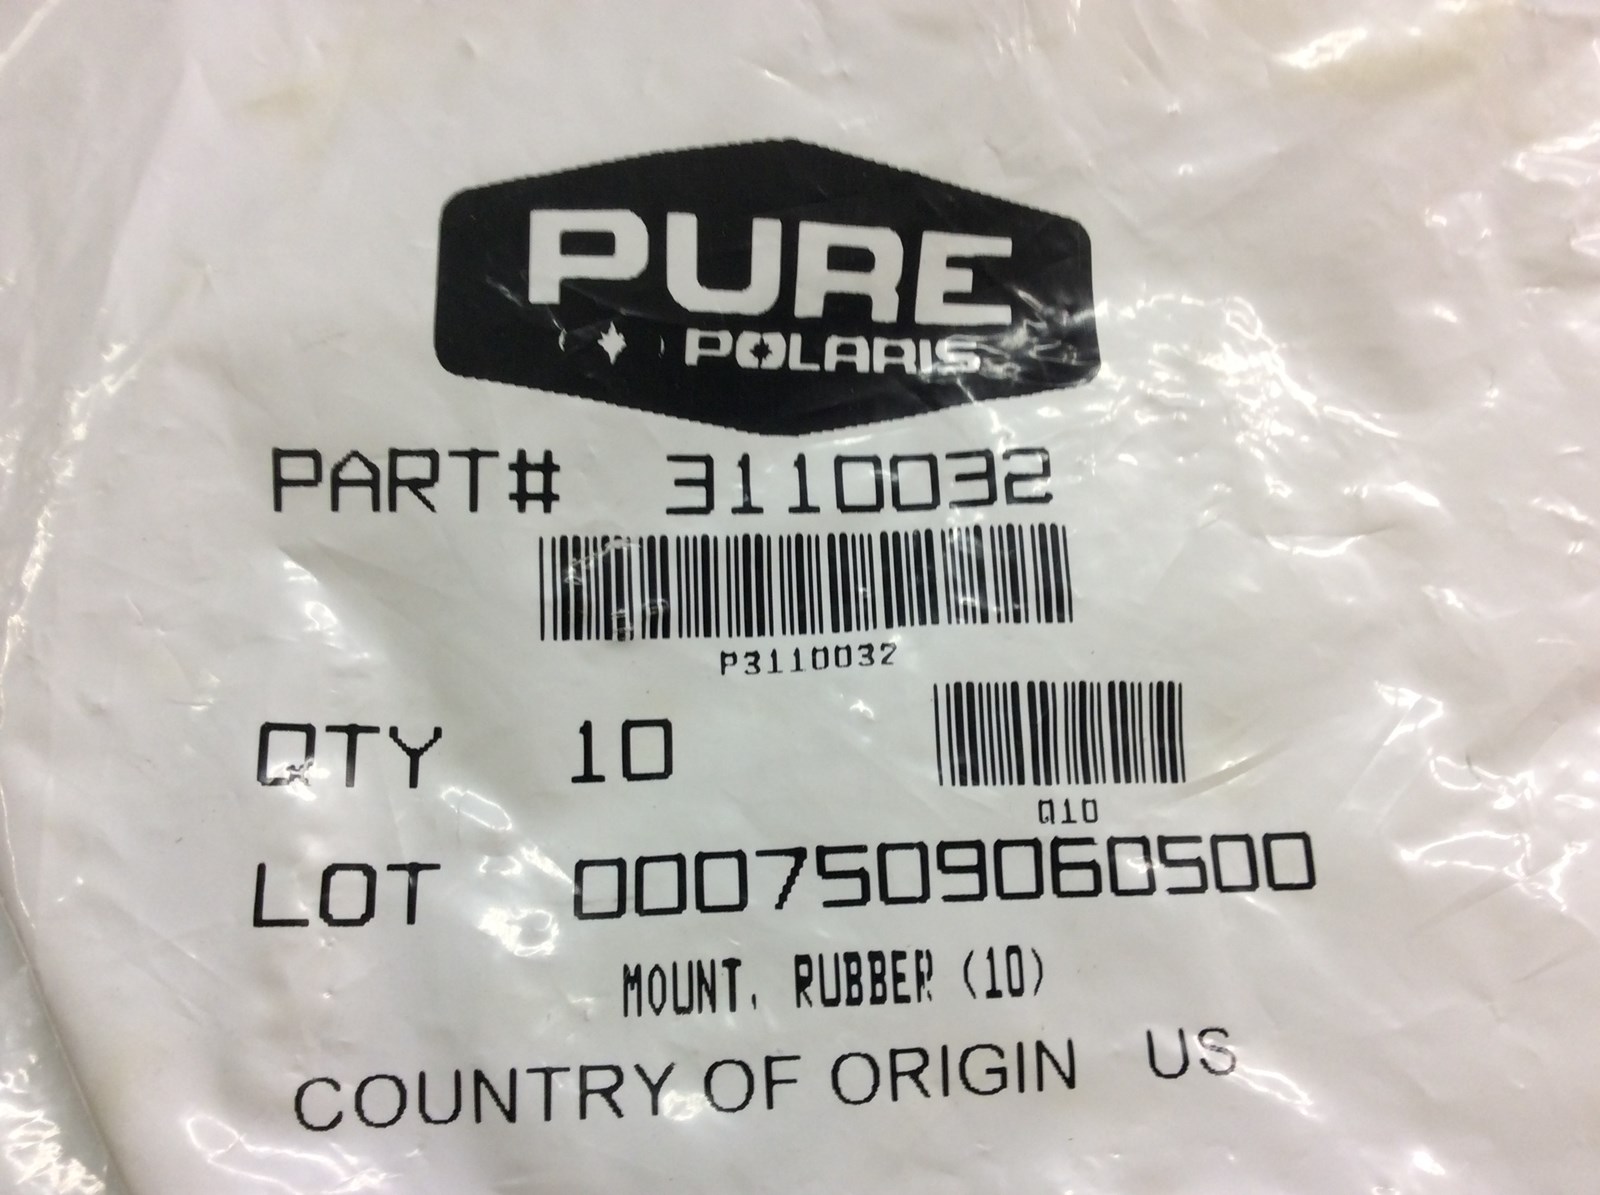 PURE
POLARIS
PART# 3110032
P3110032
QTY 10
Q10
LOT 0007509060500
MOUNT, RUBBER (10)
COUNTRY OF ORIGIN US